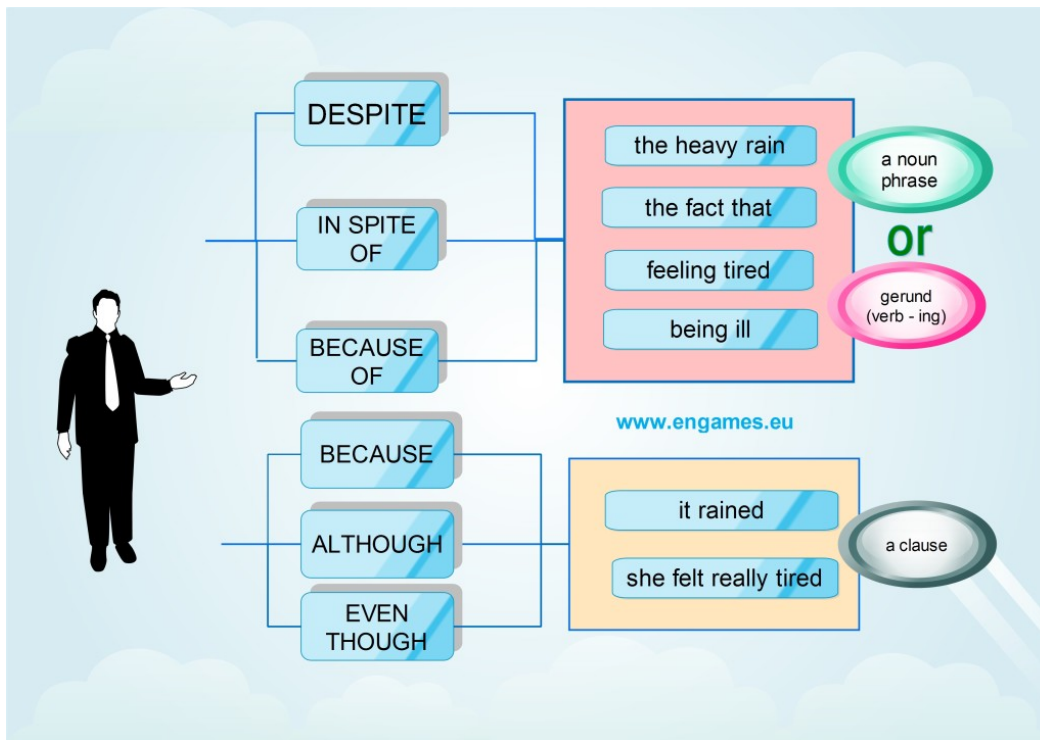 DESPITE
IN SPITE
OF
BECAUSE
OF
the heavy rain
the fact that
feeling tired
being ill
a noun
phrase
or
gerund
(verb - ing)
www.engames.eu
BECAUSE
ALTHOUGH
EVEN
THOUGH
it rained
she felt really tired
a clause